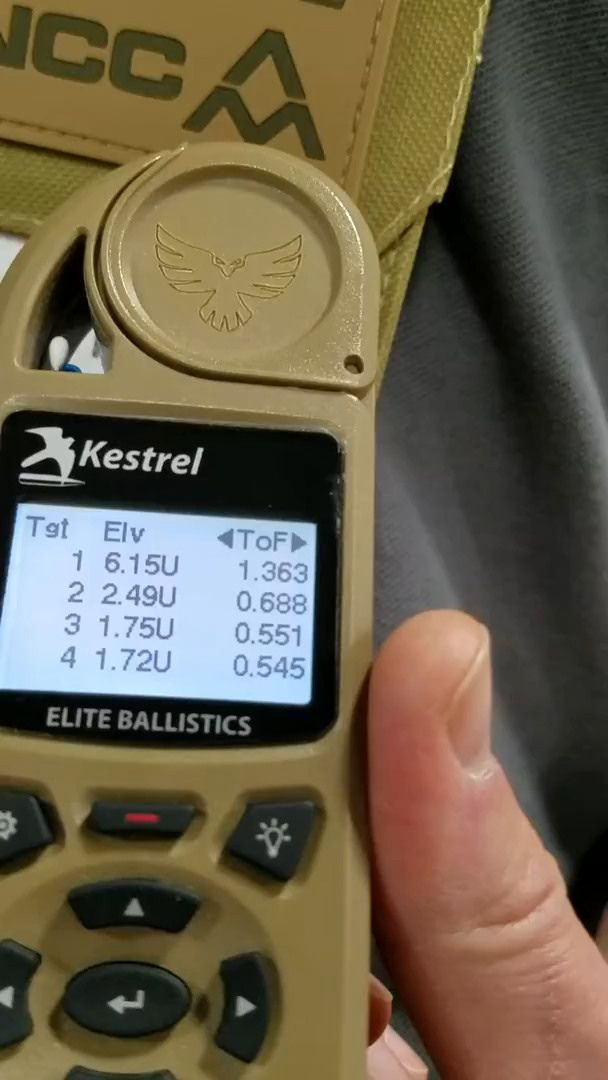 NCC
Kestrel
Tgt Elv ◀ToF▶
1 6.15U 1.363
2 2.49U 0.688
3 1.75U 0.551
4 1.72U 0.545
ELITE BALLISTICS